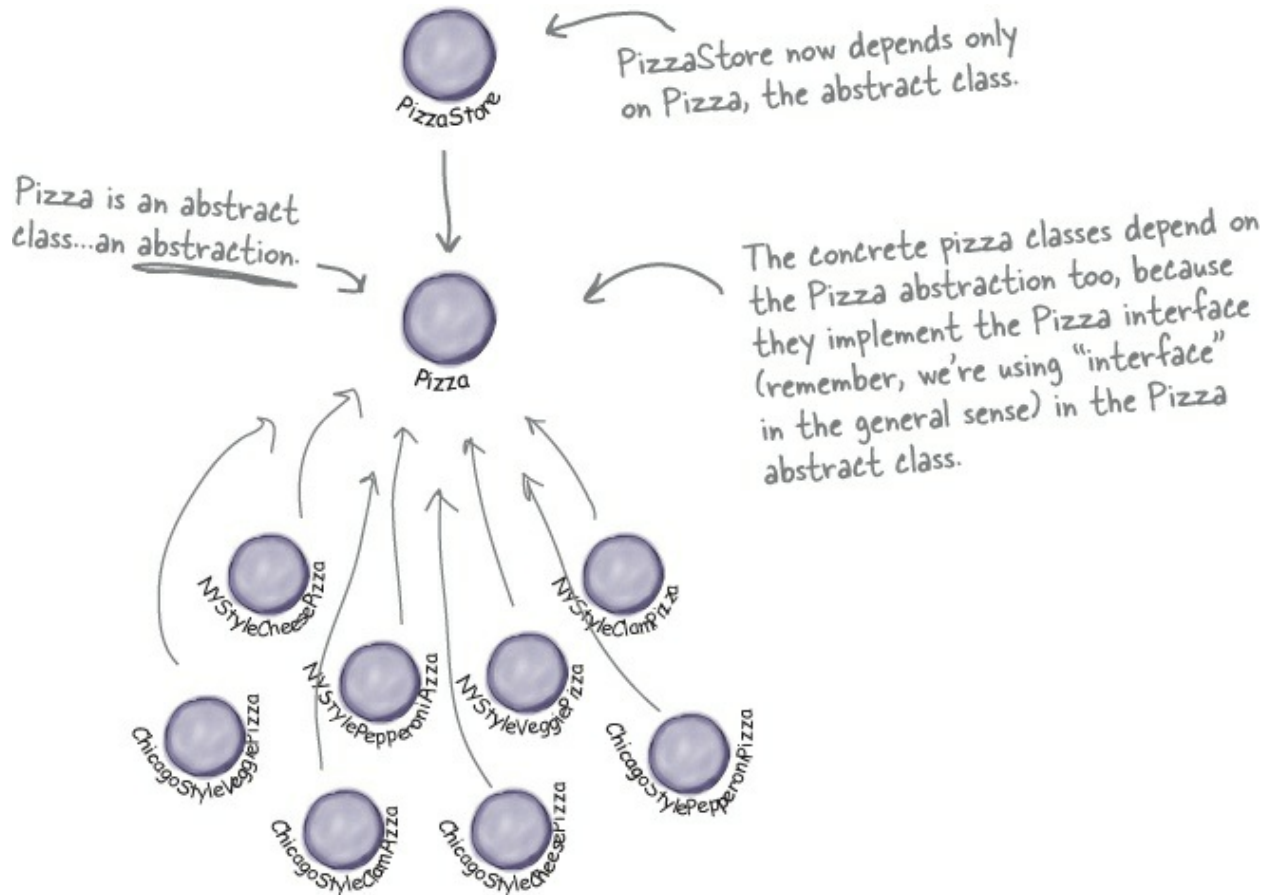 PizzaStore now depends only
on Pizza, the abstract class.
PizzaStore
Pizza is an abstract
class...an abstraction.
The concrete pizza classes depend on
the Pizza abstraction too, because
they implement the Pizza interface
(remember, we're using "interface"
in the general sense) in the Pizza
abstract class.
Pizza
NYStyleCheesePizza
NYStyleClamPizza
NYStylePepperoniPizza
NYStyleVeggiePizza
ChicagoStyleVeggiePizza
ChicagoStylePepperoniPizza
ChicagoStyleClamPizza
ChicagoStyleCheesePizza